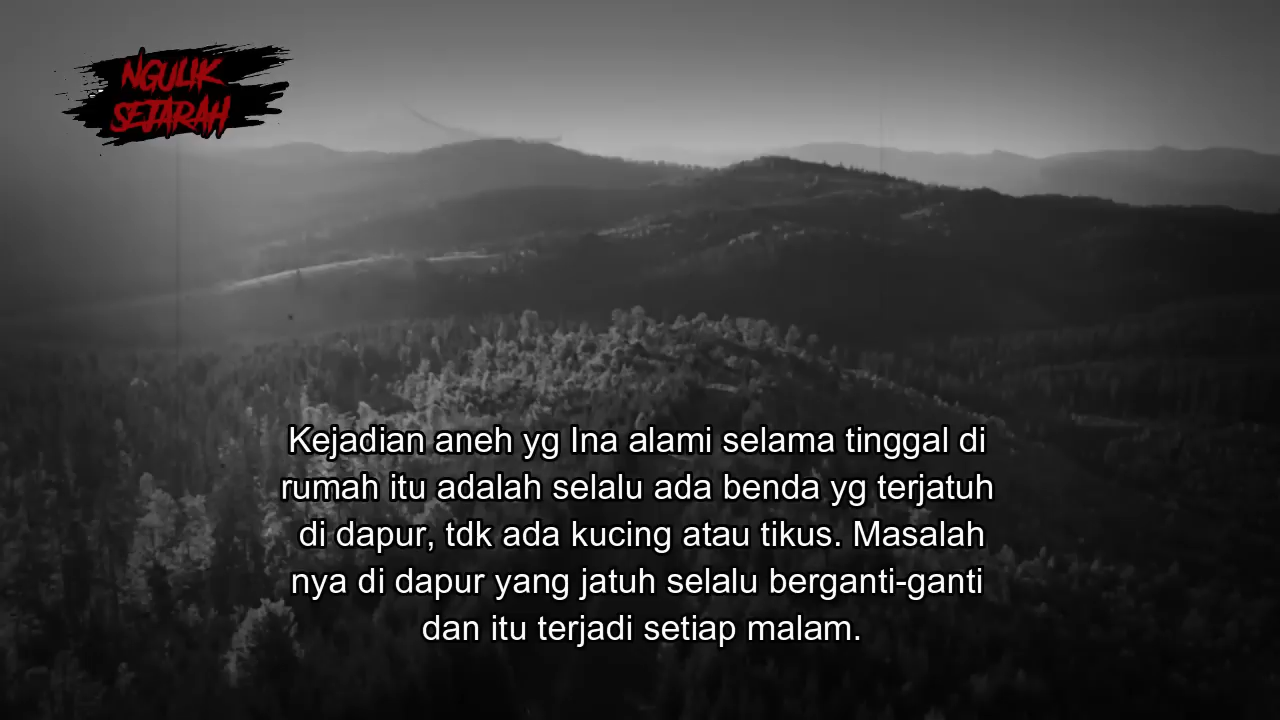 NGULIK
SEJARAH
Kejadian aneh yg Ina alami selama tinggal di
rumah itu adalah selalu ada benda yg terjatuh
di dapur, tdk ada kucing atau tikus. Masalah
nya di dapur yang jatuh selalu berganti-ganti
dan itu terjadi setiap malam.